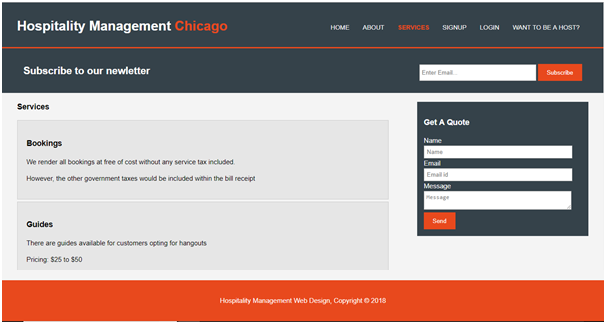 Hospitality Management Chicago
HOME ABOUT SERVICES SIGNUP LOGIN WANT TO BE A HOST?
Subscribe to our newletter
Enter Email... Subscribe
Services
Bookings
We render all bookings at free of cost without any service tax included.
However, the other government taxes would be included within the bill receipt
Guides
There are guides available for customers opting for hangouts
Pricing: $25 to $50
Get A Quote
Name
Name
Email
Email id
Message
Message
Send
Hospitality Management Web Design, Copyright © 2018